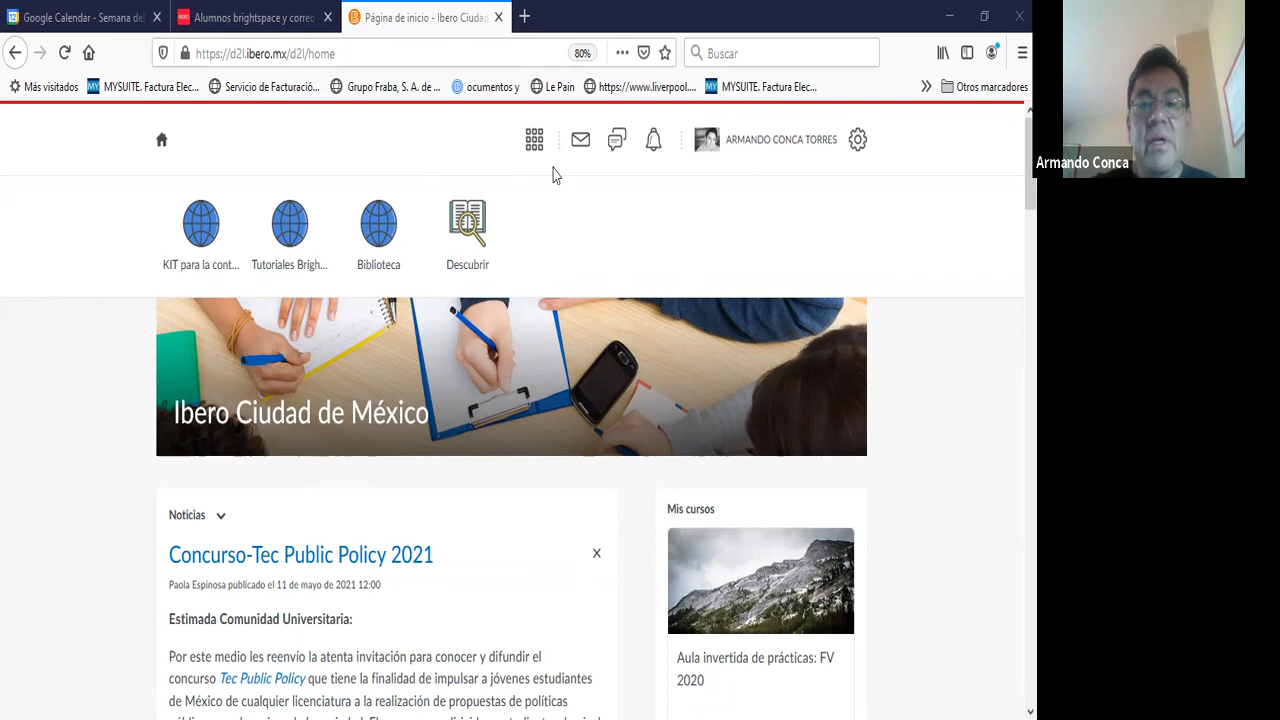 Google Calendar - Semana del
Alumnos brightspace y correo
Página de inicio - Ibero Ciudad
https://d2l.ibero.mx/d2l/home
80%
Buscar
Más visitados
MYSUITE. Factura Elec...
Servicio de Facturació...
Grupo Fraba, S. A. de ...
ocumentos y
Le Pain
https://www.liverpool....
MYSUITE. Factura Elec...
Otros marcadores
ARMANDO CONCA TORRES
Armando Conca
KIT para la cont...
Tutoriales Brigh...
Biblioteca
Descubrir
Ibero Ciudad de México
Noticias
Concurso-Tec Public Policy 2021
Paola Espinosa publicado el 11 de mayo de 2021 12:00
Estimada Comunidad Universitaria:
Por este medio les reenvío la atenta invitación para conocer y difundir el
concurso Tec Public Policy que tiene la finalidad de impulsar a jóvenes estudiantes
de México de cualquier licenciatura a la realización de propuestas de políticas
Mis cursos
Aula invertida de prácticas: FV
2020